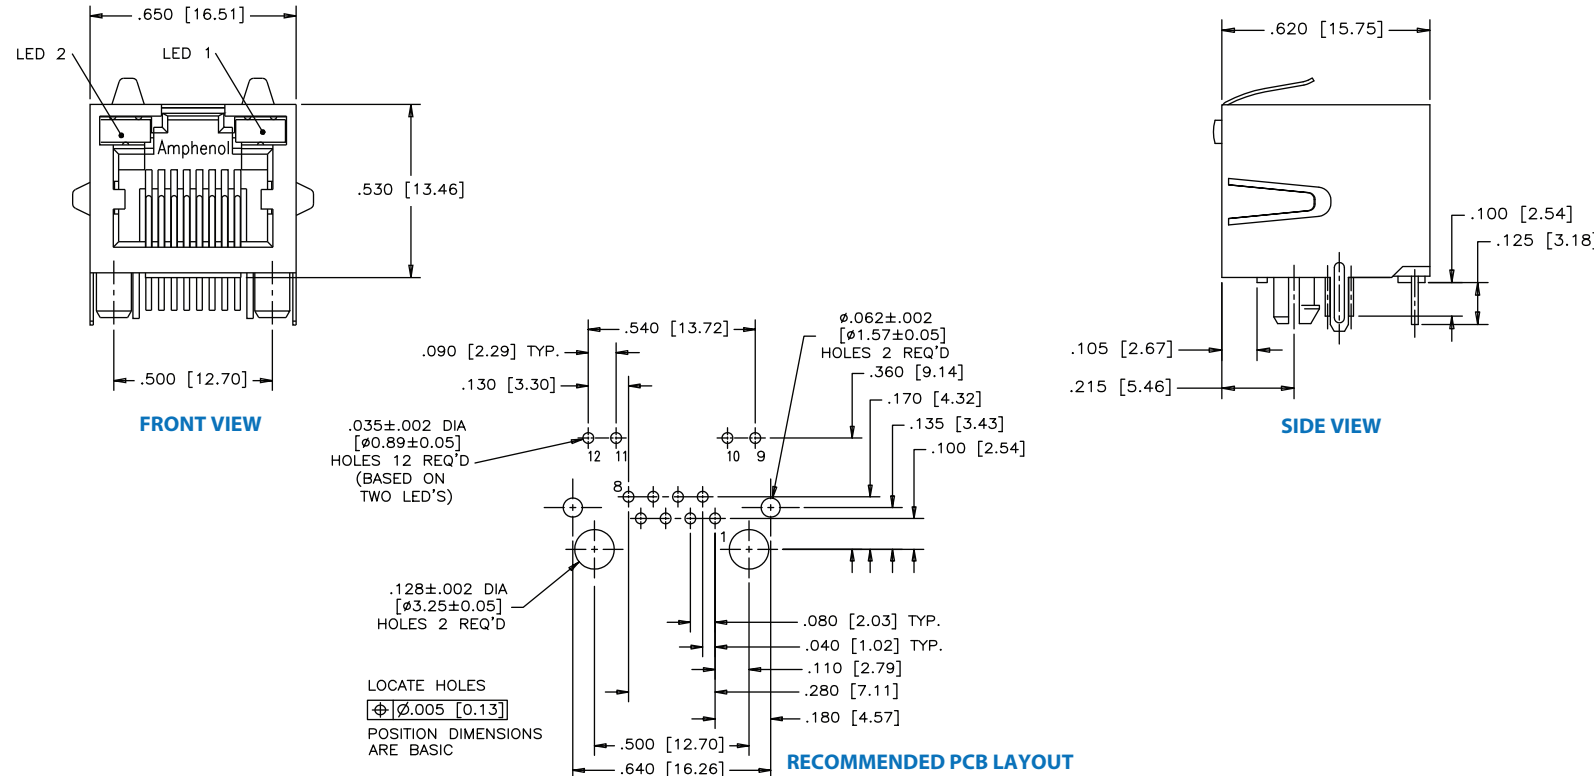 .650 [16.51]
LED 2
LED 1
Amphenol
.530 [13.46]
.500 [12.70]
FRONT VIEW
.620 [15.75]
.100 [2.54]
.125 [3.18]
.105 [2.67]
.215 [5.46]
SIDE VIEW
.540 [13.72]
.090 [2.29] TYP.
.130 [3.30]
ø.062±.002
[ø1.57±0.05]
HOLES 2 REQ'D
.360 [9.14]
.170 [4.32]
.135 [3.43]
.100 [2.54]
.035±.002 DIA
[ø0.89±0.05]
HOLES 12 REQ'D
(BASED ON
TWO LED'S)
12 11 10 9
8
1
.128±.002 DIA
[ø3.25±0.05]
HOLES 2 REQ'D
.080 [2.03] TYP.
.040 [1.02] TYP.
.110 [2.79]
.280 [7.11]
.180 [4.57]
LOCATE HOLES
⌖ Ø.005 [0.13]
POSITION DIMENSIONS
ARE BASIC
.500 [12.70]
.640 [16.26]
RECOMMENDED PCB LAYOUT